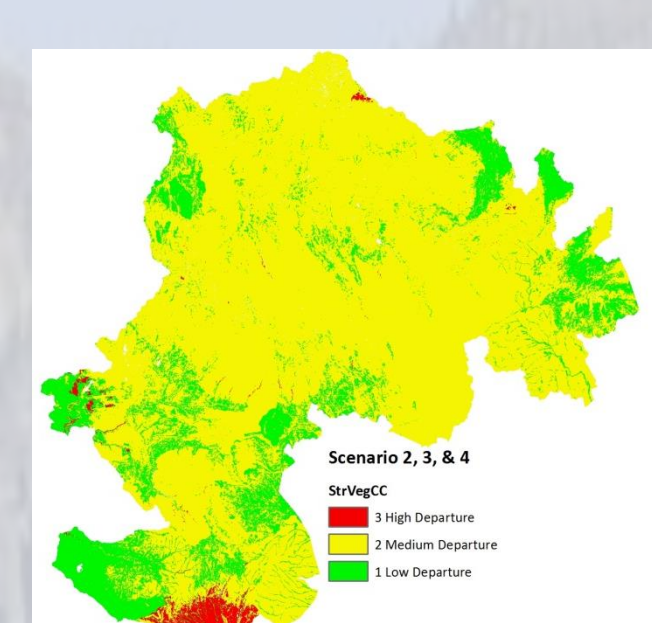 Scenario 2, 3, & 4
StrVegCC
3 High Departure
2 Medium Departure
1 Low Departure